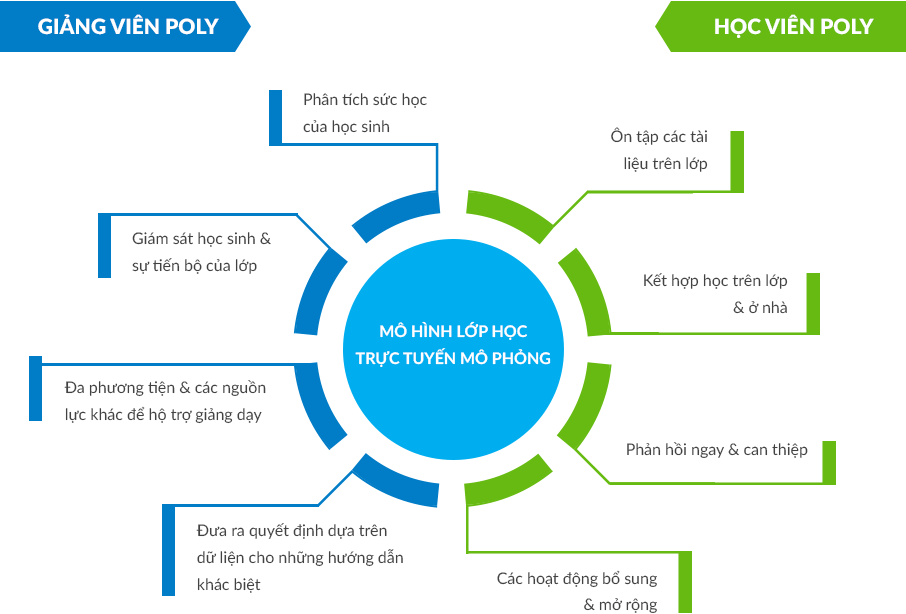 GIẢNG VIÊN POLY
HỌC VIÊN POLY
Phân tích sức học
của học sinh
Giám sát học sinh &
sự tiến bộ của lớp
Đa phương tiện & các nguồn
lực khác để hộ trợ giảng dạy
Đưa ra quyết định dựa trên
dữ liện cho những hướng dẫn
khác biệt
MÔ HÌNH LỚP HỌC
TRỰC TUYẾN MÔ PHỎNG
Ôn tập các tài
liệu trên lớp
Kết hợp học trên lớp
& ở nhà
Phản hồi ngay & can thiệp
Các hoạt động bổ sung
& mở rộng